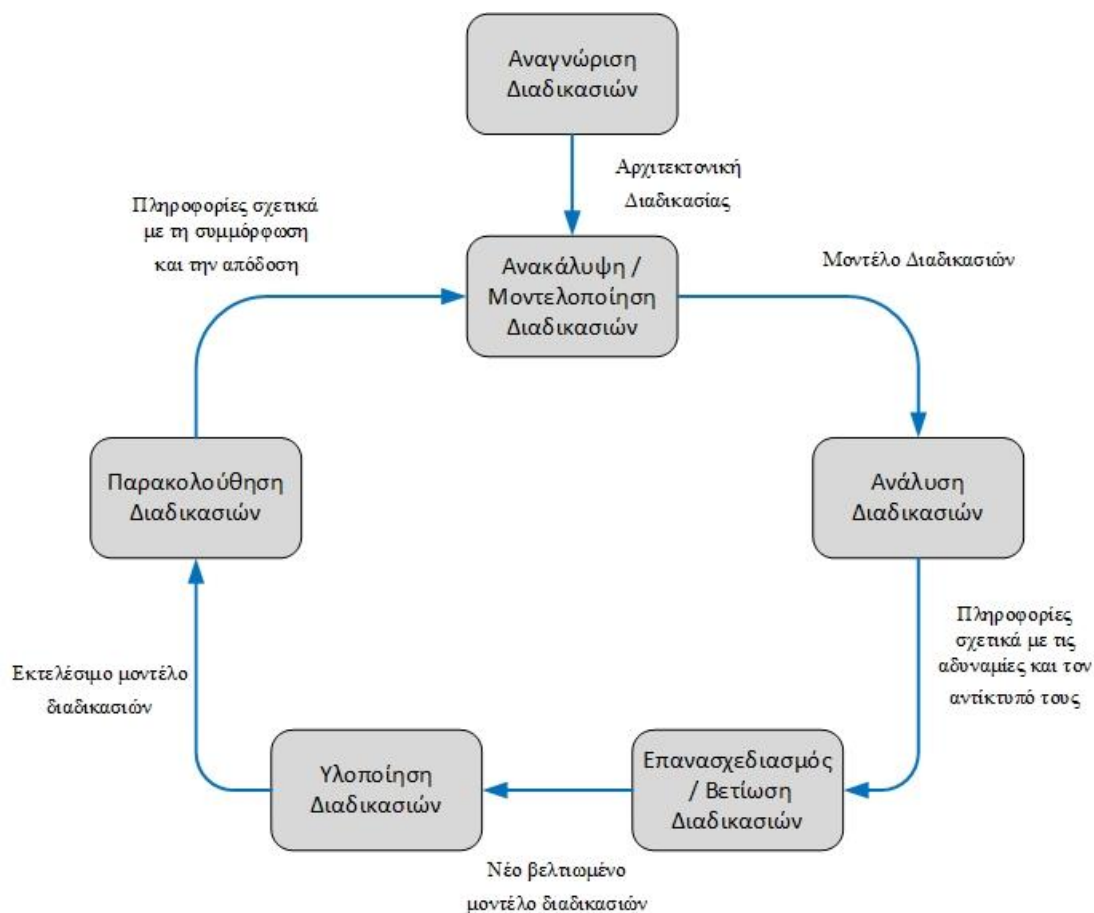 Αναγνώριση
Διαδικασιών
Αρχιτεκτονική
Διαδικασίας
Πληροφορίες σχετικά
με τη συμμόρφωση
και την απόδοση
Ανακάλυψη /
Μοντελοποίηση
Διαδικασιών
Μοντέλο Διαδικασιών
Παρακολούθηση
Διαδικασιών
Ανάλυση
Διαδικασιών
Πληροφορίες
σχετικά με τις
αδυναμίες και τον
αντίκτυπό τους
Εκτελέσιμο μοντέλο
διαδικασιών
Υλοποίηση
Διαδικασιών
Επανασχεδιασμός
/ Βετίωση
Διαδικασιών
Νέο βελτιωμένο
μοντέλο διαδικασιών